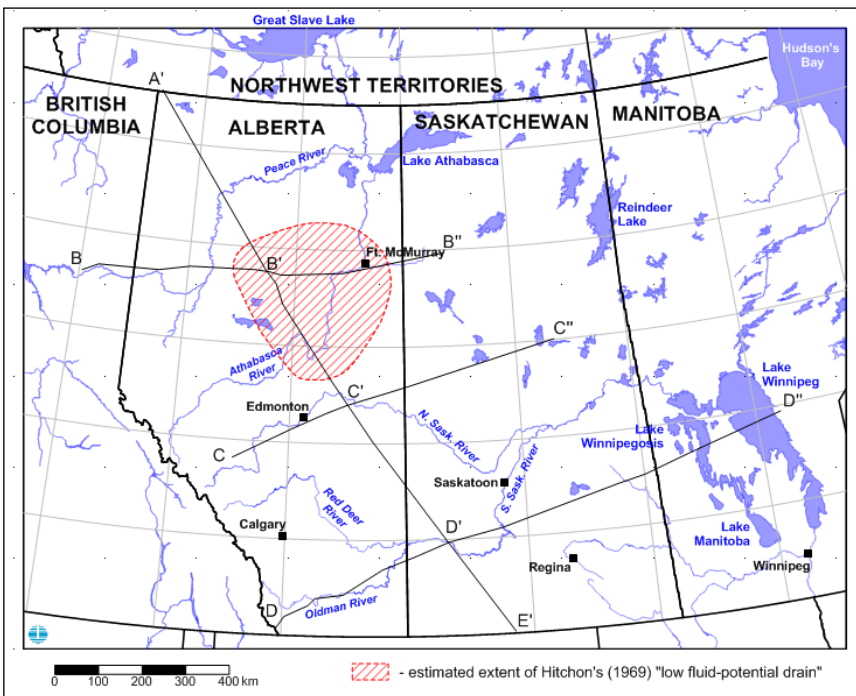 Great Slave Lake
Hudson's
Bay
A'
NORTHWEST TERRITORIES
BRITISH
COLUMBIA
ALBERTA
SASKATCHEWAN
MANITOBA
Peace River
Lake Athabasca
Reindeer
Lake
B
B'
Ft. McMurray
B"
Athabasca
River
C"
Lake
Winnipeg
Edmonton
C'
D"
C
N. Sask. River
Lake
Winnipegosis
Saskatoon
S. Sask. River
Red Deer
River
Calgary
D'
Lake
Manitoba
Regina
Winnipeg
D
Oldman River
E'
0 100 200 300 400 km
- estimated extent of Hitchon's (1969) "low fluid-potential drain"